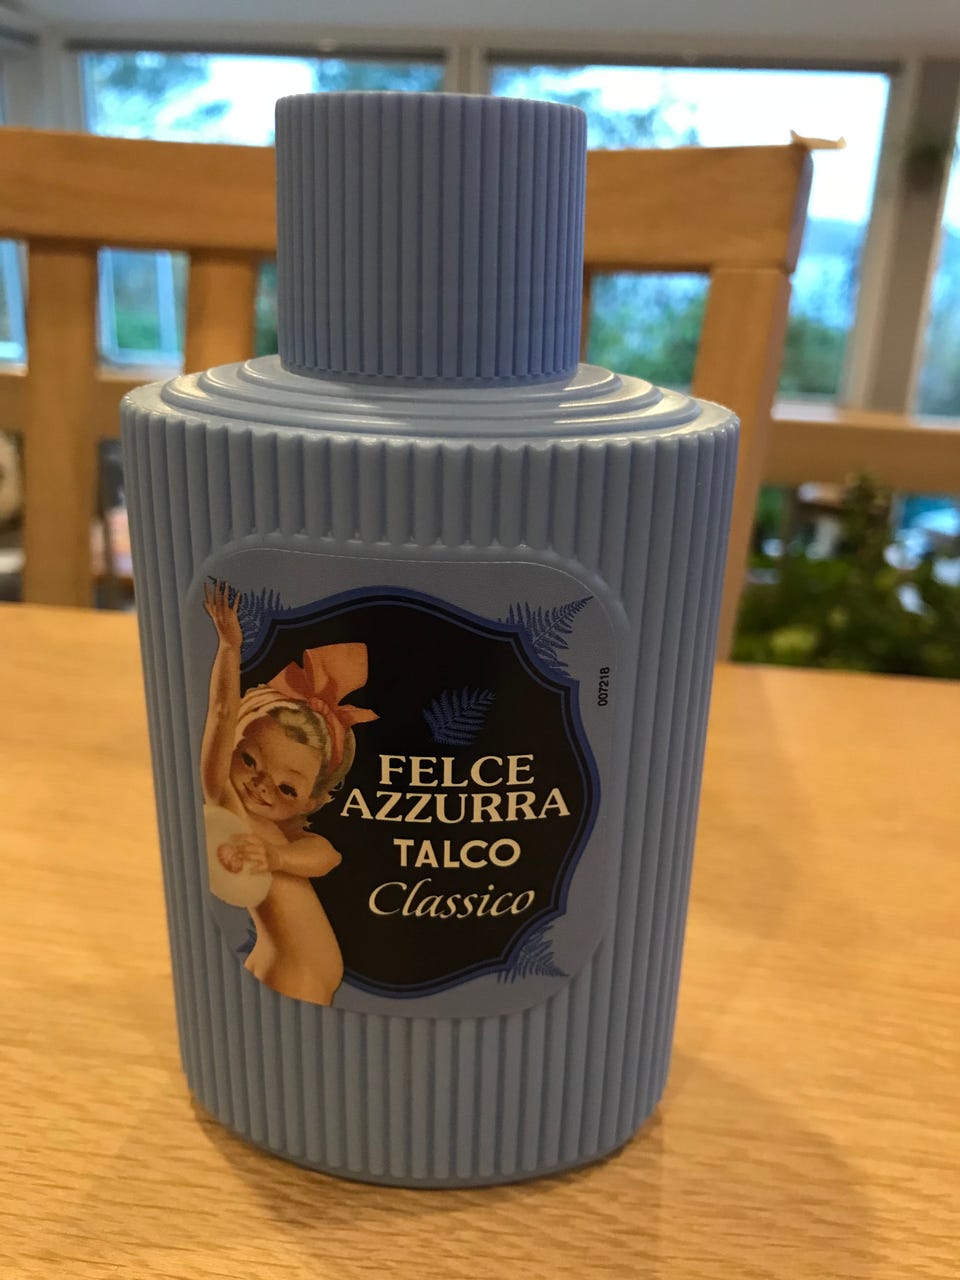 007218
FELCE
AZZURRA
TALCO
Classico